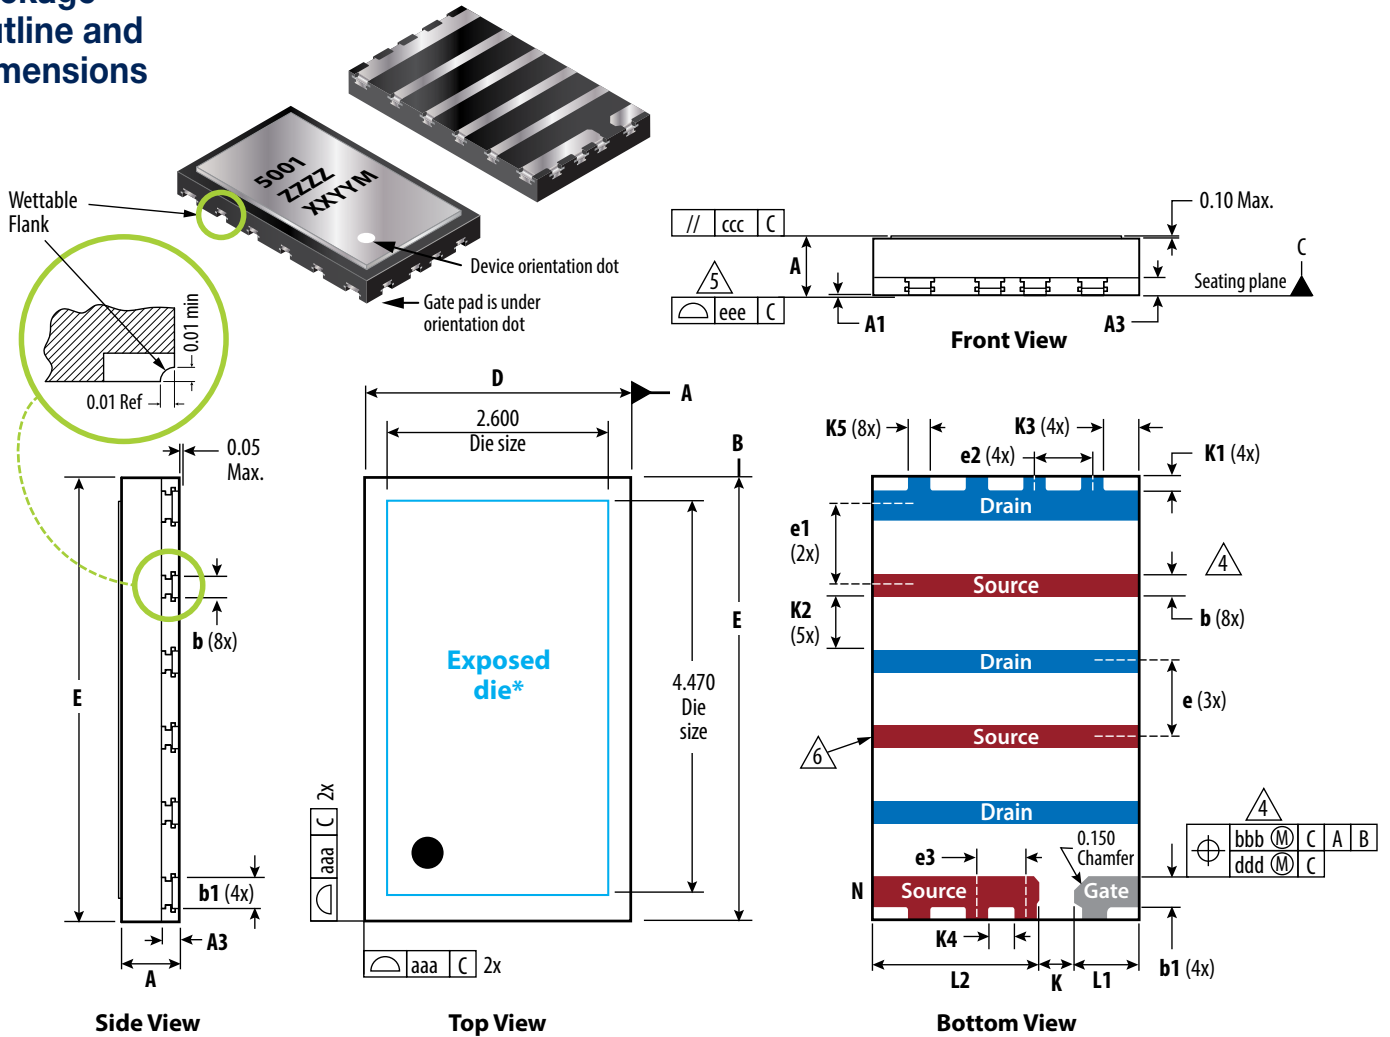 ckage
utline and
mensions
5001
ZZZZ
XXYYM
Wettable
Flank
Device orientation dot
Gate pad is under
orientation dot
0.01 min
0.01 Ref
// ccc C
A
5
eee C
A1
0.10 Max.
C
Seating plane
A3
Front View
0.05
Max.
E
b (8x)
b1 (4x)
A3
A
Side View
D
A
2.600
Die size
B
E
Exposed
die*
4.470
Die
size
aaa C 2x
aaa C 2x
Top View
K5 (8x)
K3 (4x)
e2 (4x)
K1 (4x)
Drain
e1
(2x)
4
Source
K2
(5x)
b (8x)
Drain
e (3x)
Source
6
Drain
4
bbb Ⓜ C A B
ddd Ⓜ C
e3
0.150
Chamfer
N
Source
Gate
K4
b1 (4x)
L2
K
L1
Bottom View